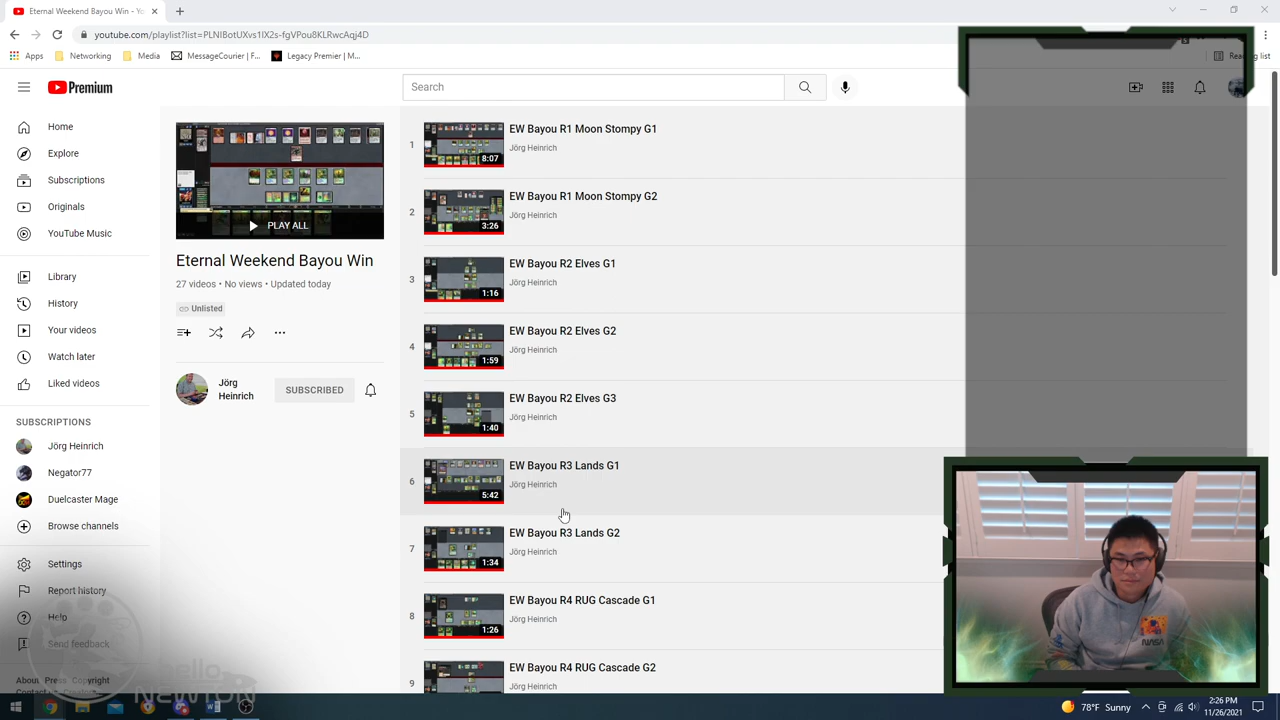 Eternal Weekend Bayou Win - Yo
youtube.com/playlist?list=PLNIBotUXvs1IX2s-fgVPou8KLRwcAqj4D
Apps
Networking
Media
MessageCourier | F...
Legacy Premier | M...
Reading list
Premium
Search
Home
Explore
Subscriptions
Originals
YouTube Music
Library
History
Your videos
Watch later
Liked videos
SUBSCRIPTIONS
Jörg Heinrich
Negator77
Duelcaster Mage
Browse channels
Settings
Report history
Help
Send feedback
About Press Copyright
PLAY ALL
Eternal Weekend Bayou Win
27 videos • No views • Updated today
Unlisted
Jörg
Heinrich
SUBSCRIBED
1
EW Bayou R1 Moon Stompy G1
Jörg Heinrich
8:07
2
EW Bayou R1 Moon Stompy G2
Jörg Heinrich
3:26
3
EW Bayou R2 Elves G1
Jörg Heinrich
1:16
4
EW Bayou R2 Elves G2
Jörg Heinrich
1:59
5
EW Bayou R2 Elves G3
Jörg Heinrich
1:40
6
EW Bayou R3 Lands G1
Jörg Heinrich
5:42
7
EW Bayou R3 Lands G2
Jörg Heinrich
1:34
8
EW Bayou R4 RUG Cascade G1
Jörg Heinrich
1:26
9
EW Bayou R4 RUG Cascade G2
Jörg Heinrich
NASA
NEWTON
78°F Sunny
2:26 PM
11/26/2021